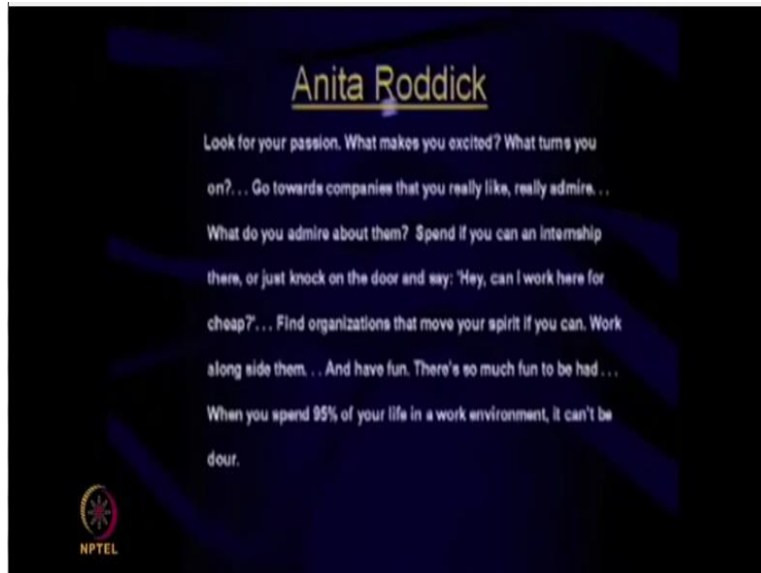 Anita Roddick
Look for your passion. What makes you excited? What turns you
on?. . . Go towards companies that you really like, really admire. . .
What do you admire about them?  Spend if you can an internship
there, or just knock on the door and say: 'Hey, can I work here for
cheap?'. . . Find organizations that move your spirit if you can. Work
along side them. . . And have fun. There's so much fun to be had . . .
When you spend 95% of your life in a work environment, it can't be
dour.
NPTEL